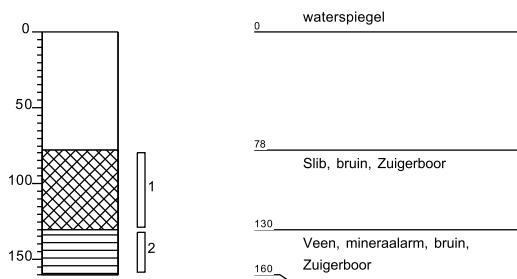 0
50
100
150
1
2
0
waterspiegel
78
Slib, bruin, Zuigerboor
130
Veen, mineraalarm, bruin,
Zuigerboor
160